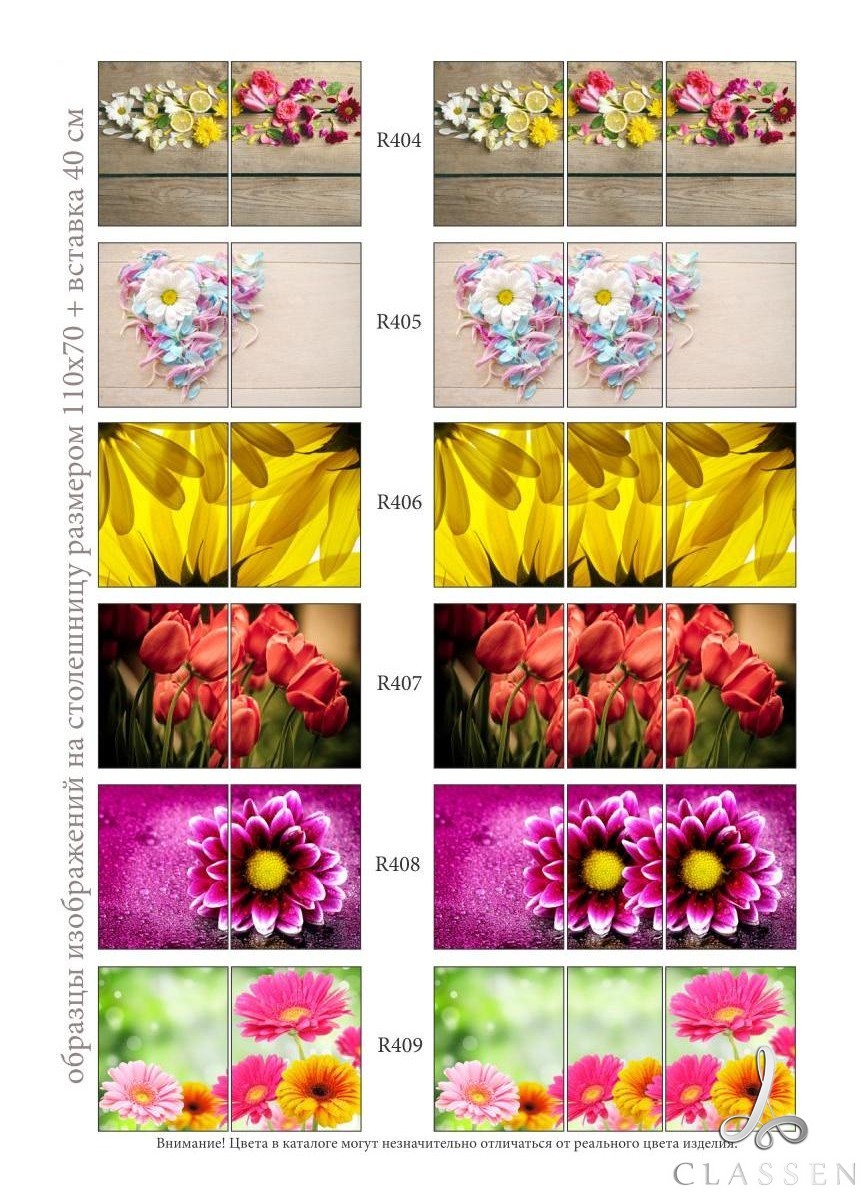 образцы изображений на столешницу размером 110х70 + вставка 40 см
R404
R405
R406
R407
R408
R409
Внимание! Цвета в каталоге могут незначительно отличаться от реального цвета изделия.
CLASSEN